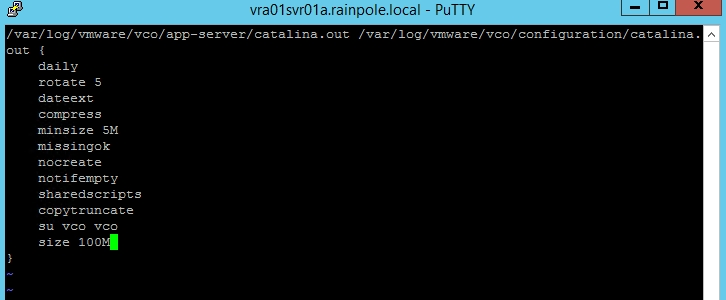 vra01svr01a.rainpole.local - PuTTY
/var/log/vmware/vco/app-server/catalina.out /var/log/vmware/vco/configuration/catalina.
out {
    daily
    rotate 5
    dateext
    compress
    minsize 5M
    missingok
    nocreate
    notifempty
    sharedscripts
    copytruncate
    su vco vco
    size 100M
}
~
~